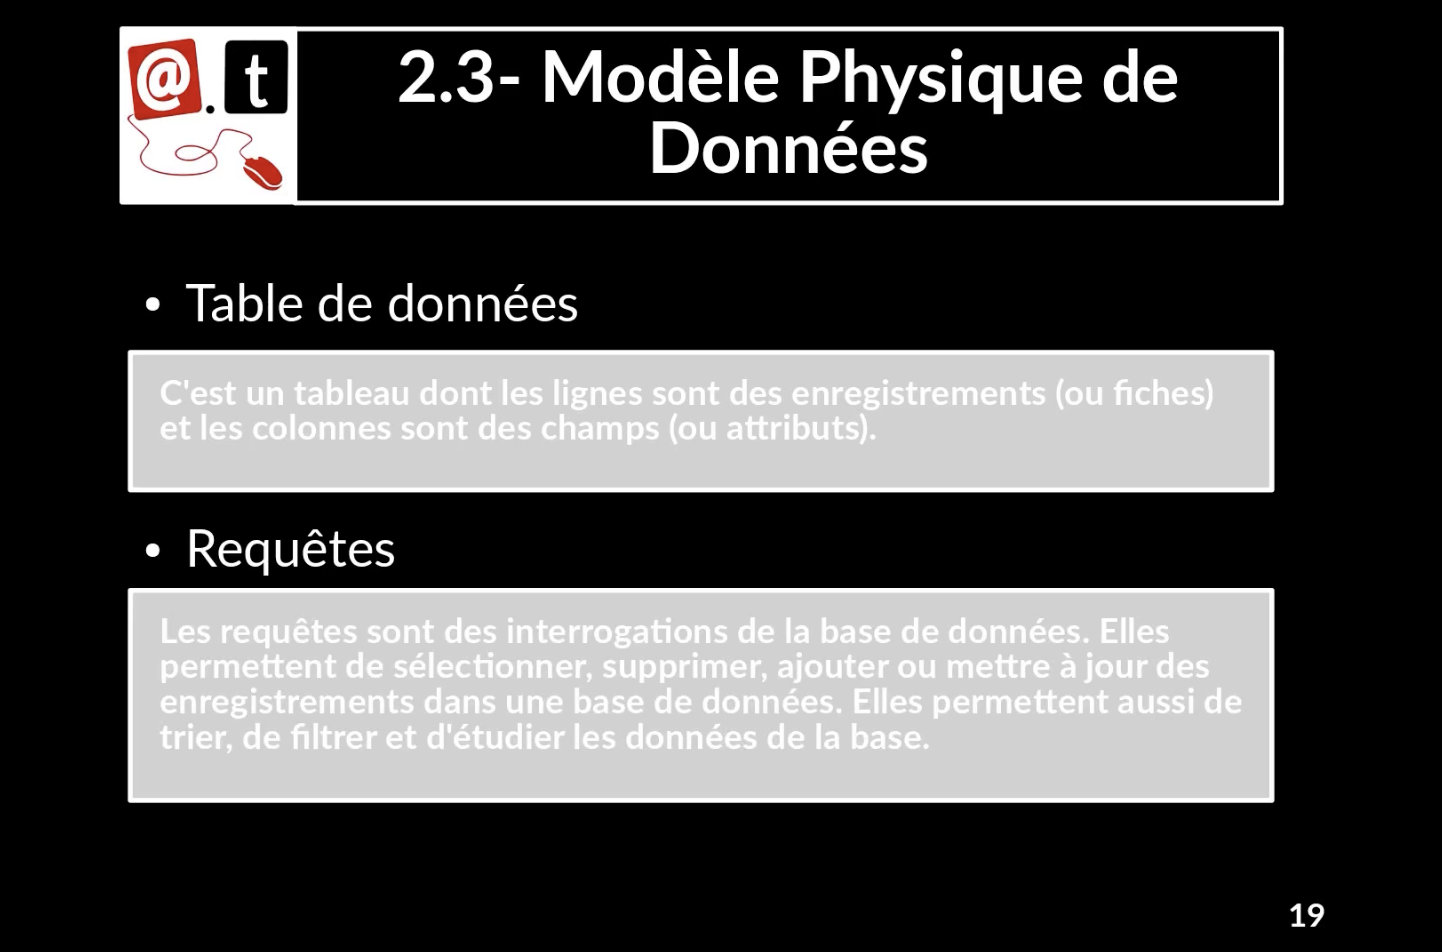 @.t
2.3- Modèle Physique de
Données
• Table de données
C'est un tableau dont les lignes sont des enregistrements (ou fiches)
et les colonnes sont des champs (ou attributs).
• Requêtes
Les requêtes sont des interrogations de la base de données. Elles
permettent de sélectionner, supprimer, ajouter ou mettre à jour des
enregistrements dans une base de données. Elles permettent aussi de
trier, de filtrer et d'étudier les données de la base.
19